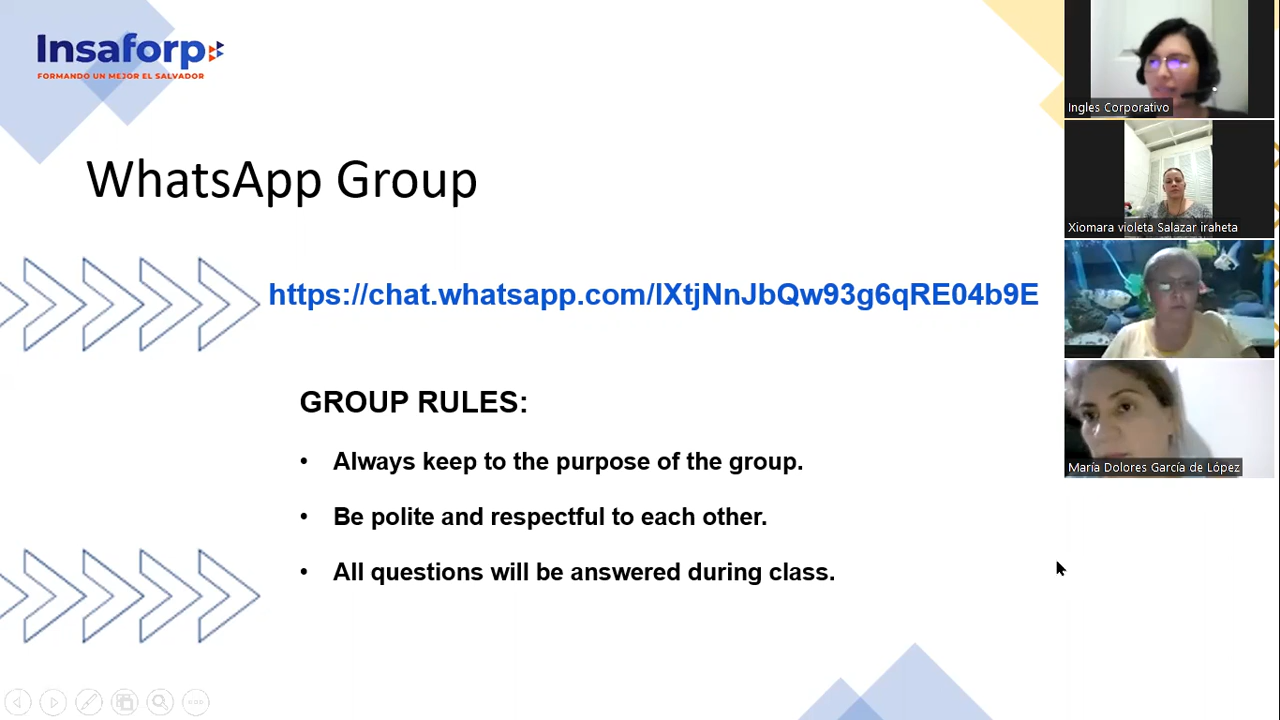 Insaforp
FORMANDO UN MEJOR EL SALVADOR
WhatsApp Group
https://chat.whatsapp.com/IXtjNnJbQw93g6qRE04b9E
GROUP RULES:
• Always keep to the purpose of the group.
• Be polite and respectful to each other.
• All questions will be answered during class.
Ingles Corporativo
Xiomara violeta Salazar iraheta
María Dolores García de López